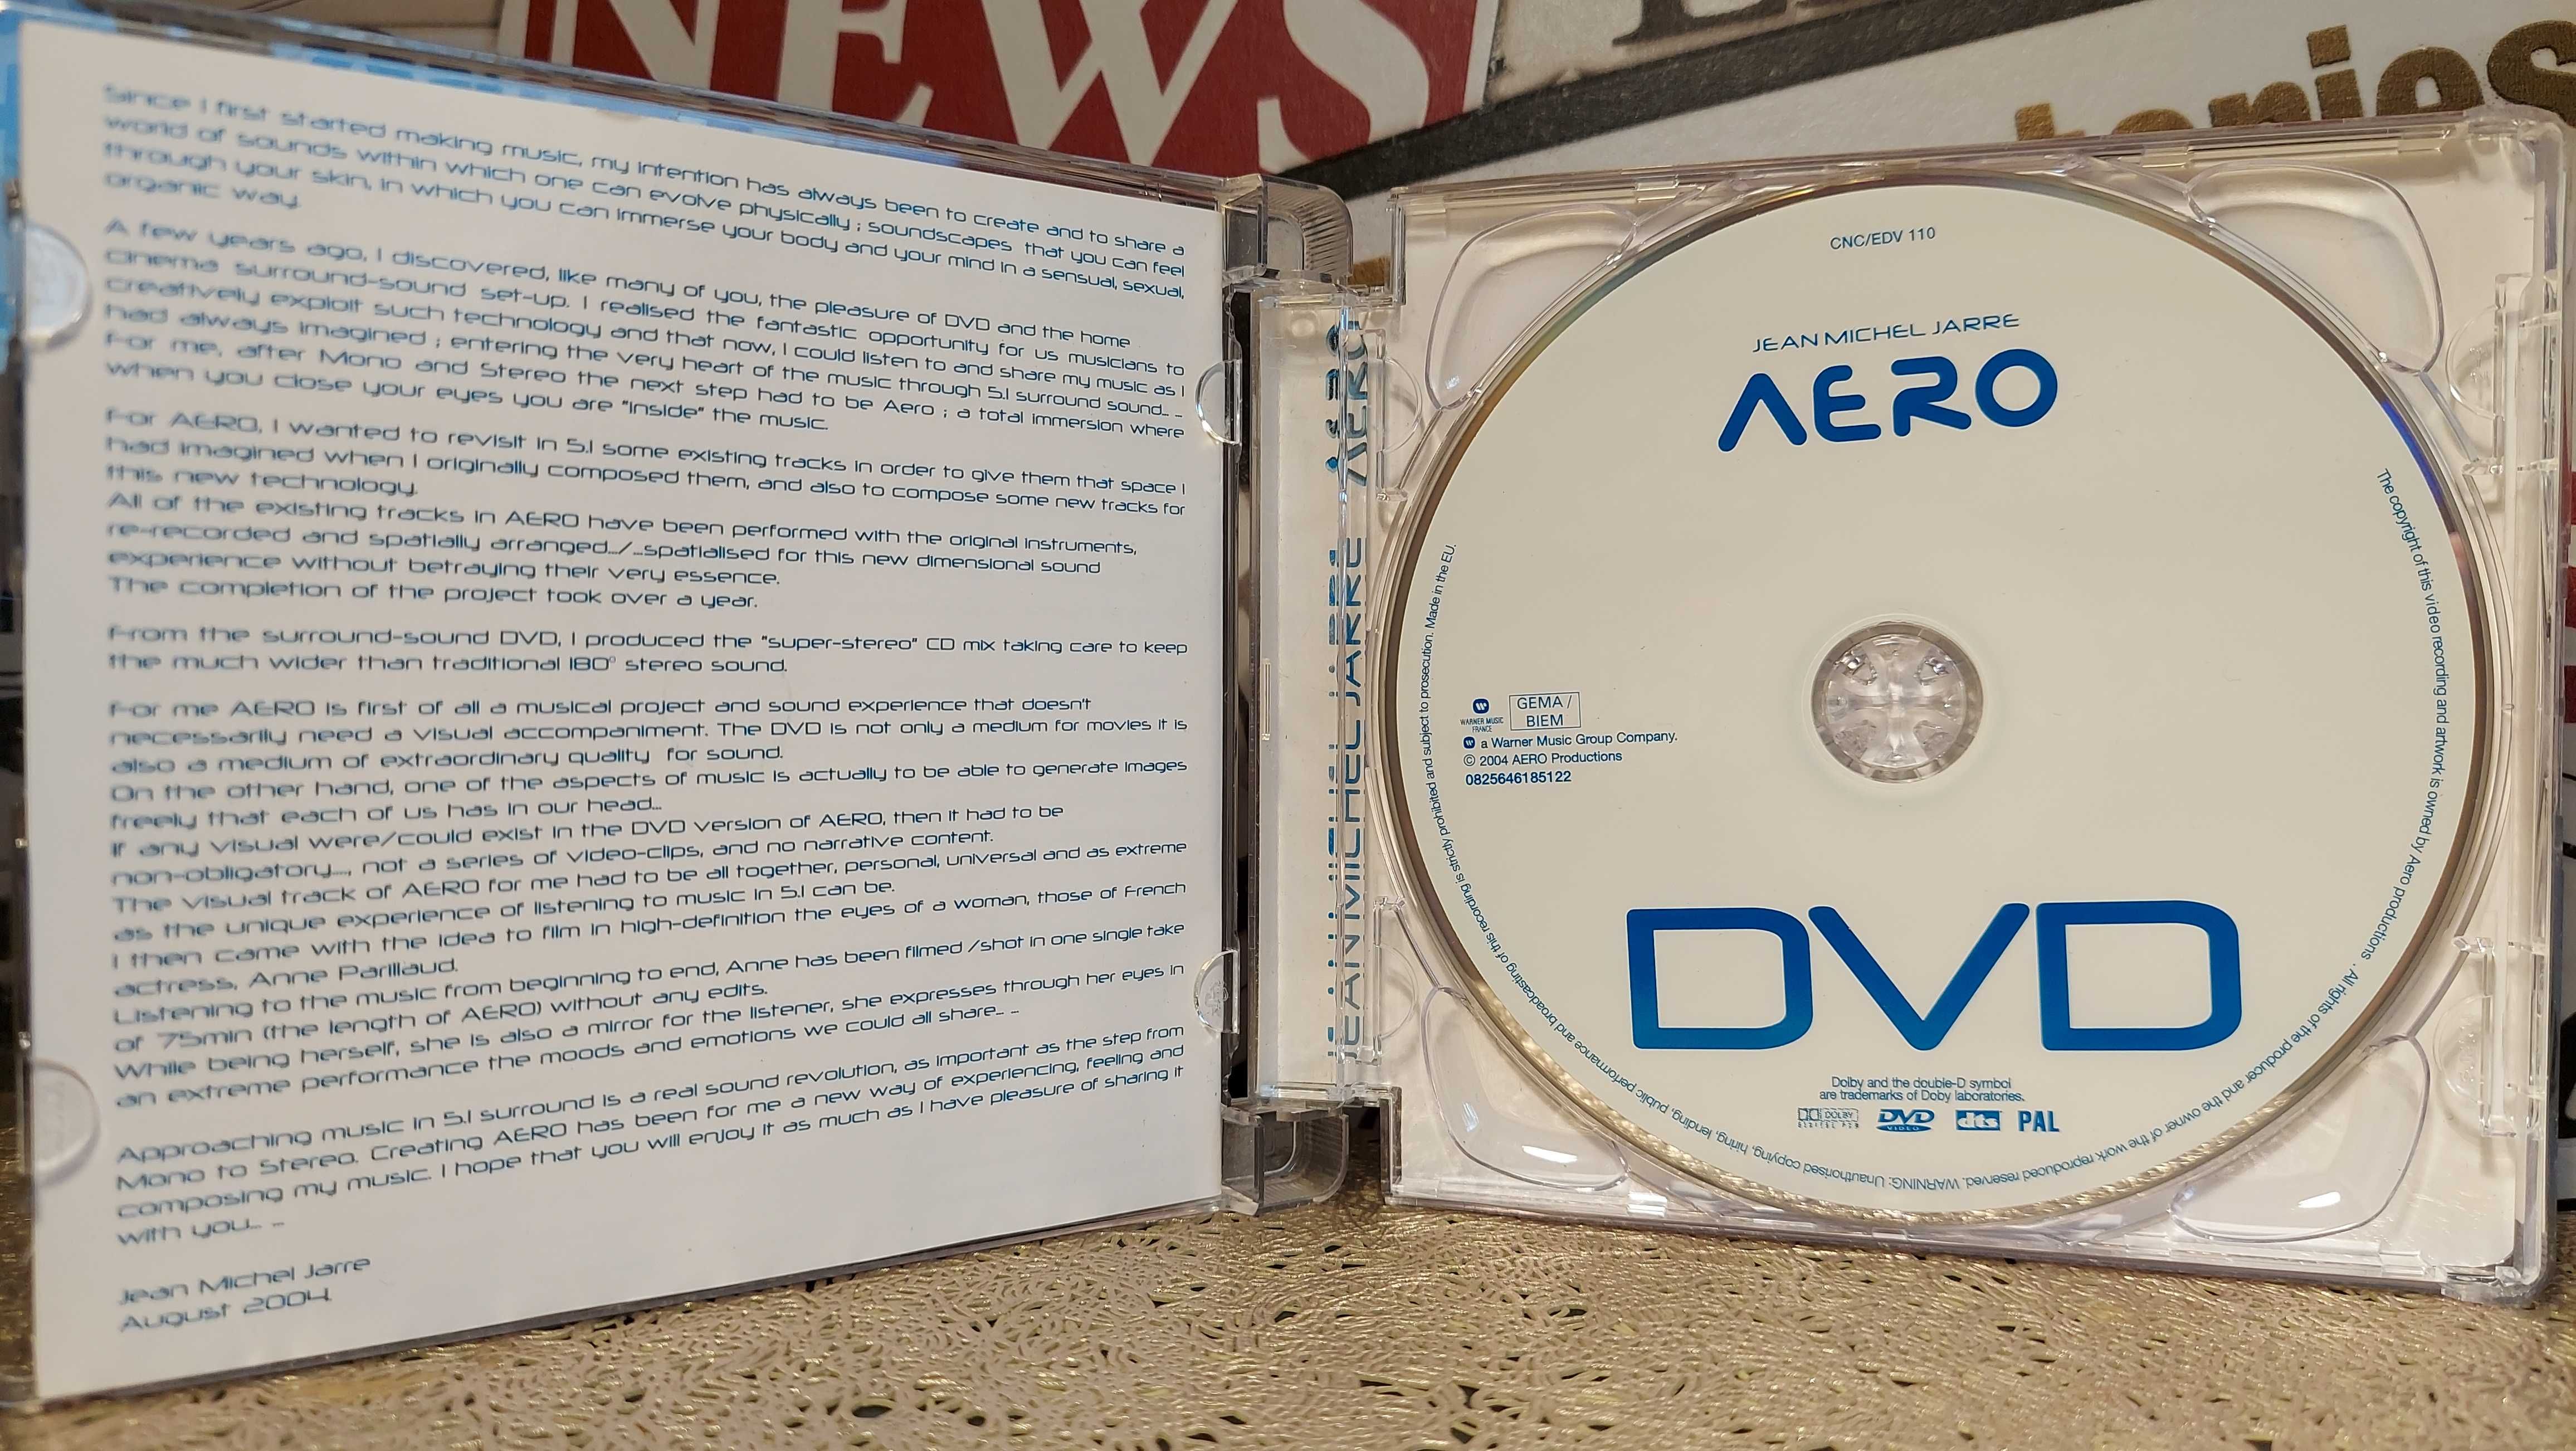 NEWS
Since I first started making music, my intention has always been to create and to share a
world of sounds within which one can evolve physically ; soundscapes that you can feel
through your skin, in which you can immerse your body and your mind in a sensual, sexual,
organic way.
A few years ago, I discovered, like many of you, the pleasure of DVD and the home
cinema surround-sound set-up. I realised the fantastic opportunity for us musicians to
creatively exploit such technology and that now, I could listen to and share my music as I
had always imagined ; entering the very heart of the music through 5.1 surround sound... ...
For me, after Mono and Stereo the next step had to be Aero ; a total immersion where
when you close your eyes you are "inside" the music.
For AERO, I wanted to revisit in 5.1 some existing tracks in order to give them that space I
had imagined when I originally composed them, and also to compose some new tracks for
this new technology.
All of the existing tracks in AERO have been performed with the original instruments,
re-recorded and spatially arranged.../...spatialised for this new dimensional sound
experience without betraying their very essence.
The completion of the project took over a year.
From the surround-sound DVD, I produced the "super-stereo" CD mix taking care to keep
the much wider than traditional 180° stereo sound.
For me AERO is first of all a musical project and sound experience that doesn't
necessarily need a visual accompaniment. The DVD is not only a medium for movies it is
also a medium of extraordinary quality for sound.
On the other hand, one of the aspects of music is actually to be able to generate images
freely that each of us has in our head...
If any visual were/could exist in the DVD version of AERO, then it had to be
non-obligatory..., not a series of video-clips, and no narrative content.
The visual track of AERO for me had to be all together, personal, universal and as extreme
as the unique experience of listening to music in 5.1 can be.
I then came with the idea to film in high-definition the eyes of a woman, those of French
actress, Anne Parillaud.
Listening to the music from beginning to end, Anne has been filmed /shot in one single take
of 75min (the length of AERO) without any edits.
While being herself, she is also a mirror for the listener, she expresses through her eyes in
an extreme performance the moods and emotions we could all share... ...
Approaching music in 5.1 surround is a real sound revolution, as important as the step from
Mono to Stereo. Creating AERO has been for me a new way of experiencing, feeling and
composing my music. I hope that you will enjoy it as much as I have pleasure of sharing it
with you... ...
Jean Michel Jarre
August 2004
JEAN MICHEL JARRE AERO
CNC/EDV 110
JEAN MICHEL JARRE
AERO
WARNER MUSIC
FRANCE
GEMA /
BIEM
a Warner Music Group Company.
© 2004 AERO Productions
0825646185122
DVD
Dolby and the double-D symbol
are trademarks of Doby laboratories.
DOLBY
DIGITAL PCM
DVD
VIDEO
dts
PAL
The copyright of this video recording and artwork is owned by Aero productions . All rights of the producer and the owner of the work reproduced reserved. WARNING: Unauthorised copying, hiring, lending, public performance and broadcasting of this recording is strictly prohibited and subject to prosecution. Made in the EU.